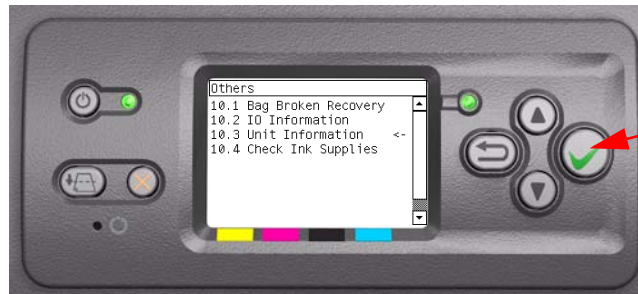 Others
10.1 Bag Broken Recovery
10.2 IO Information
10.3 Unit Information <-
10.4 Check Ink Supplies